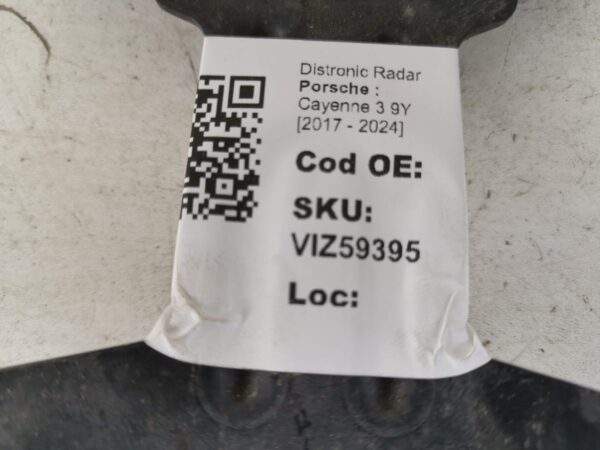 Distronic Radar
Porsche :
Cayenne 3 9Y
[2017 - 2024]
Cod OE:
SKU:
VIZ59395
Loc: